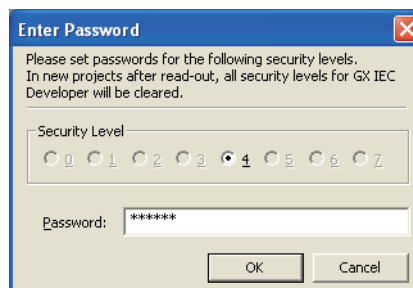 Enter Password
Please set passwords for the following security levels.
In new projects after read-out, all security levels for GX IEC
Developer will be cleared.
Security Level
0 1 2 3 4 5 6 7
Password: ******
OK Cancel